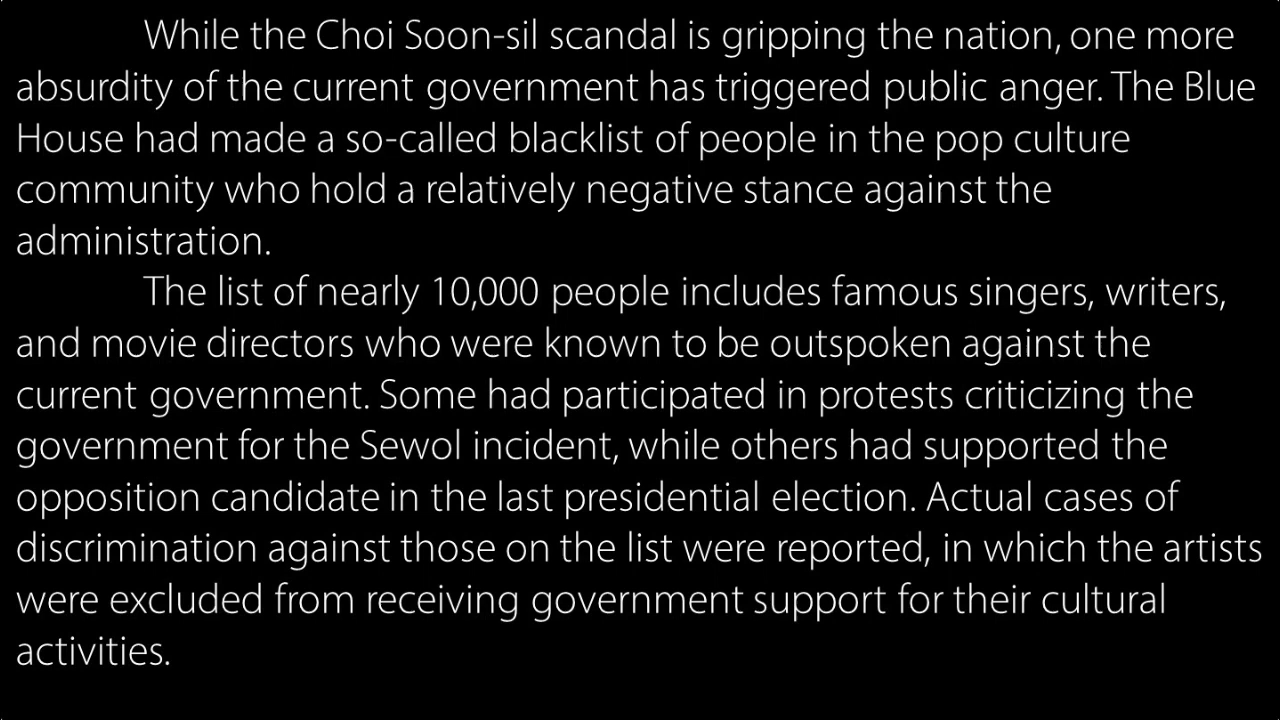 While the Choi Soon-sil scandal is gripping the nation, one more
absurdity of the current government has triggered public anger. The Blue
House had made a so-called blacklist of people in the pop culture
community who hold a relatively negative stance against the
administration.
The list of nearly 10,000 people includes famous singers, writers,
and movie directors who were known to be outspoken against the
current government. Some had participated in protests criticizing the
government for the Sewol incident, while others had supported the
opposition candidate in the last presidential election. Actual cases of
discrimination against those on the list were reported, in which the artists
were excluded from receiving government support for their cultural
activities.